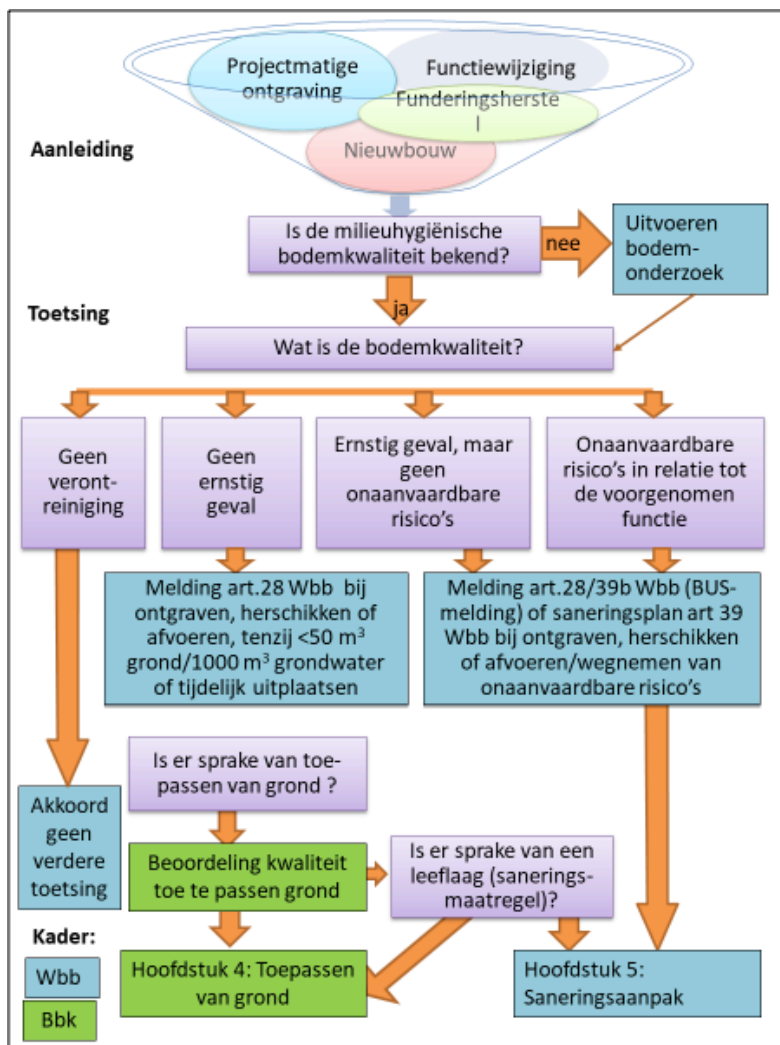 Projectmatige
ontgraving
Functiewijziging
Funderingsherste
l
Nieuwbouw
Aanleiding
Is de milieuhygiënische
bodemkwaliteit bekend?
nee
Uitvoeren
bodem-
onderzoek
ja
Toetsing
Wat is de bodemkwaliteit?
Geen
veront-
reiniging
Geen
ernstig
geval
Ernstig geval, maar
geen
onaanvaardbare
risico's
Onaanvaardbare
risico's in relatie tot
de voorgenomen
functie
Melding art.28 Wbb bij
ontgraven, herschikken of
afvoeren, tenzij <50 m³
grond/1000 m³ grondwater
of tijdelijk uitplaatsen
Melding art.28/39b Wbb (BUS-
melding) of saneringsplan art 39
Wbb bij ontgraven, herschikken
of afvoeren/wegnemen van
onaanvaardbare risico's
Is er sprake van toe-
passen van grond ?
Akkoord
geen
verdere
toetsing
Beoordeling kwaliteit
toe te passen grond
Is er sprake van een
leeflaag (sanerings-
maatregel)?
Kader:
Wbb
Bbk
Hoofdstuk 4: Toepassen
van grond
Hoofdstuk 5:
Saneringsaanpak